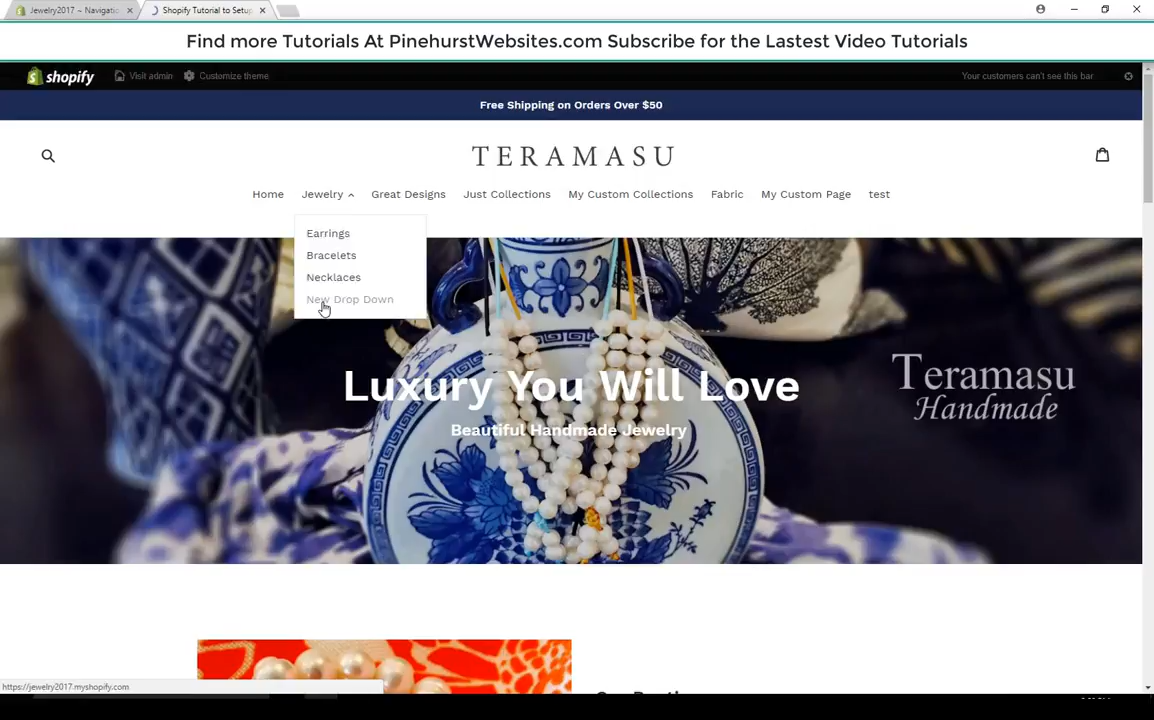 Jewelry2017 ~ Navigatio
Shopify Tutorial to Setup
Find more Tutorials At PinehurstWebsites.com Subscribe for the Lastest Video Tutorials
shopify Visit admin Customize theme Your customers can't see this bar
Free Shipping on Orders Over $50
TERAMASU
Home Jewelry Great Designs Just Collections My Custom Collections Fabric My Custom Page test
Earrings
Bracelets
Necklaces
New Drop Down
Luxury You Will Love
Beautiful Handmade Jewelry
Teramasu
Handmade
https://jewelry2017.myshopify.com